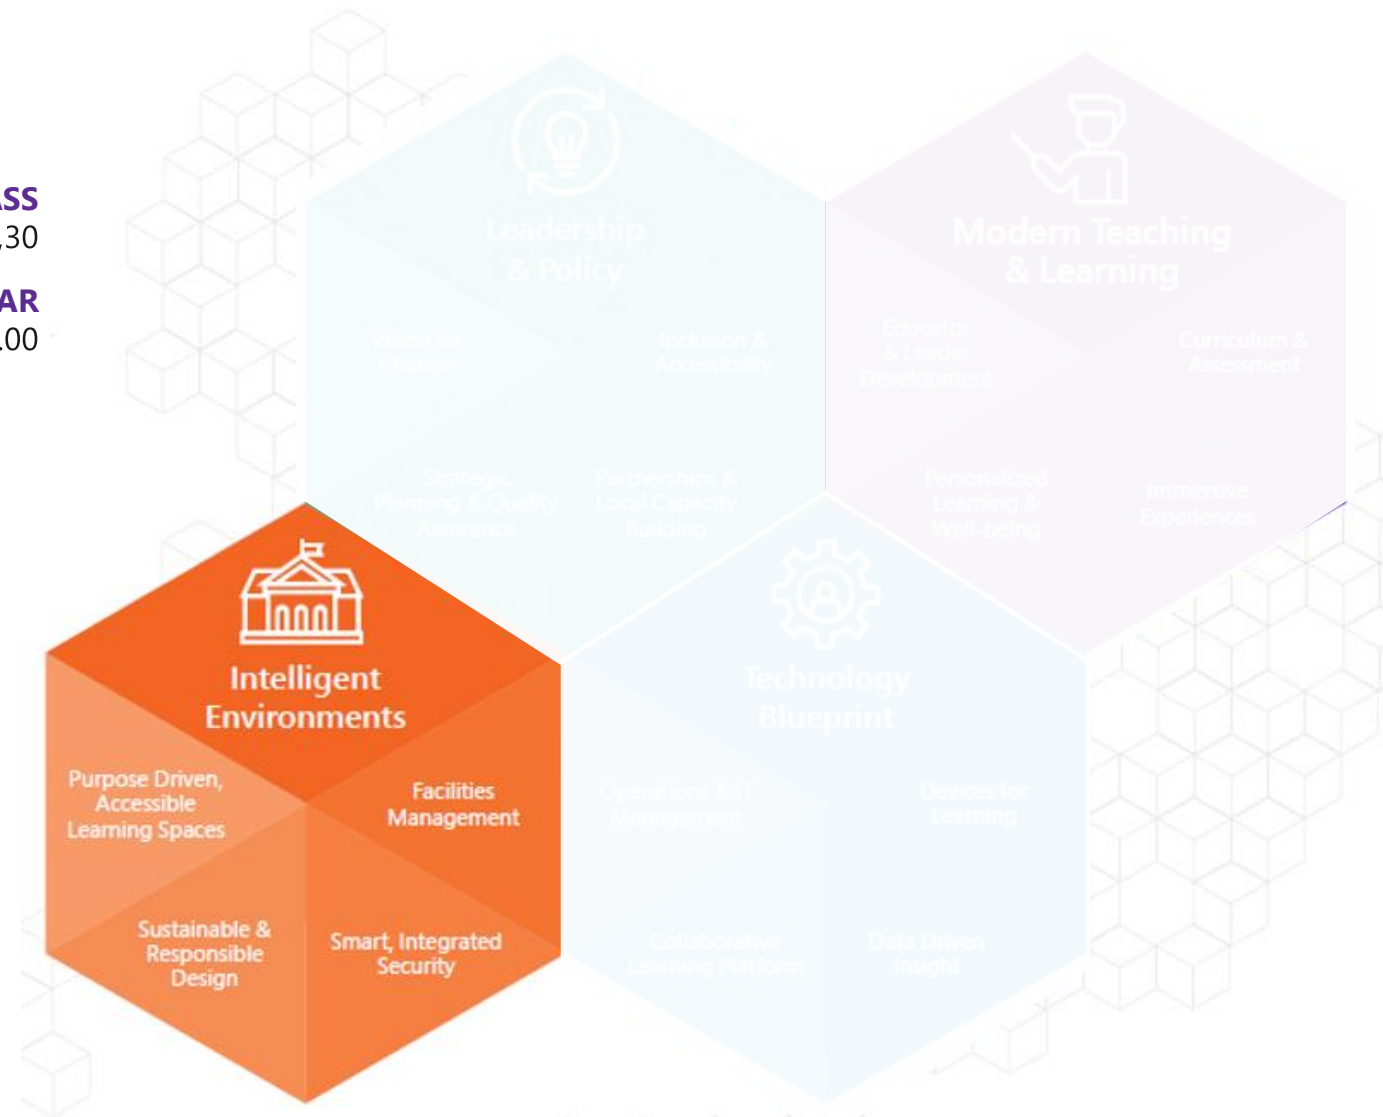 ASS
,30
AR
.00
Leadership
& Policy
Vision for
Change
Inclusion &
Accessibility
Strategic
Planning & Quality
Assurance
Partnerships &
Local Capacity
Building
Modern Teaching
& Learning
Educator
& Leader
Development
Curriculum &
Assessment
Personalized
Learning &
Well-being
Immersive
Experiences
Intelligent
Environments
Purpose Driven,
Accessible
Learning Spaces
Facilities
Management
Sustainable &
Responsible
Design
Smart, Integrated
Security
Technology
Blueprint
Operations & IT
Management
Devices for
Learning
Collaborative
Learning Platform
Data Driven
Insight